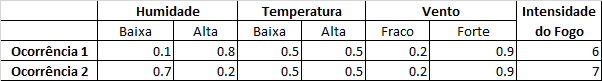 Humidade Temperatura Vento Intensidade
Baixa Alta Baixa Alta Fraco Forte do Fogo
Ocorrência 1 0.1 0.8 0.5 0.5 0.2 0.9 6
Ocorrência 2 0.7 0.2 0.5 0.5 0.2 0.9 7